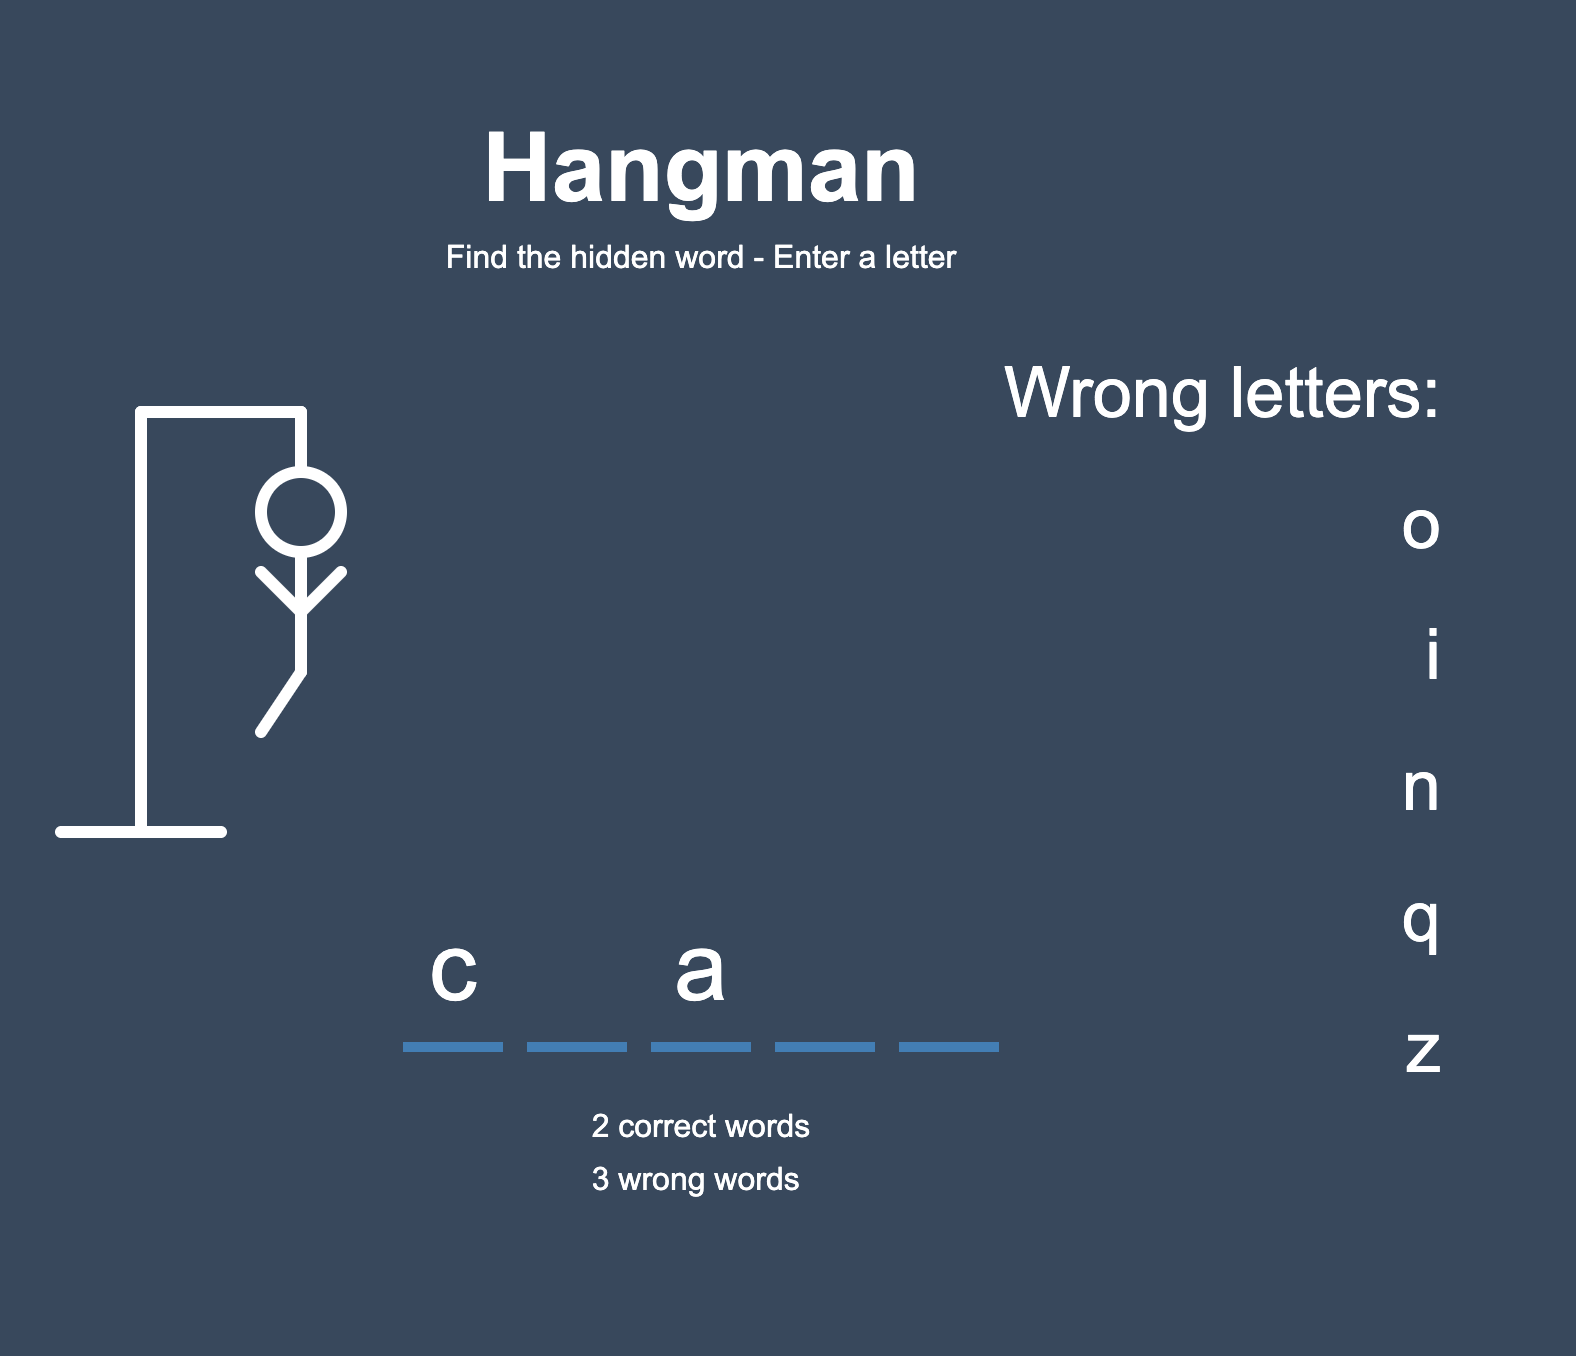 Hangman
Find the hidden word - Enter a letter
Wrong letters:
o
i
n
q
z
c a
2 correct words
3 wrong words